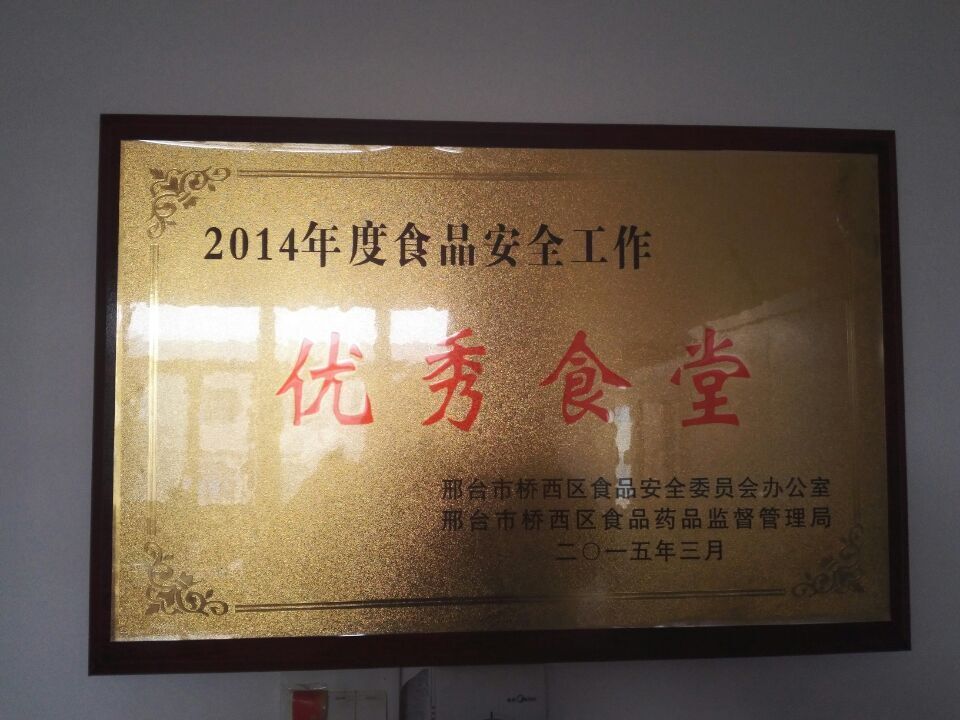 2014年度食品安全工作
优秀食堂
邢台市桥西区食品安全委员会办公室
邢台市桥西区食品药品监督管理局
二〇一五年三月